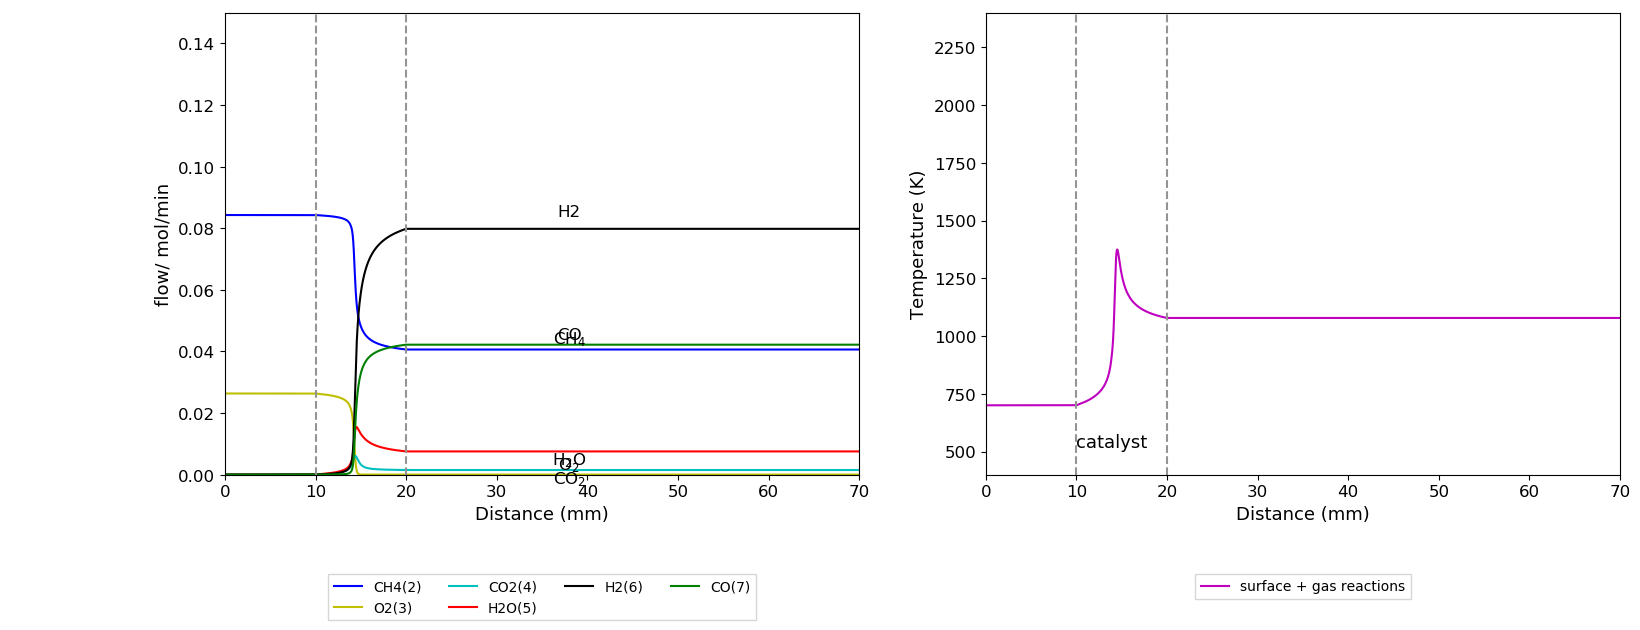 0.14
0.12
0.10
0.08
0.06
0.04
0.02
0.00
flow/ mol/min
H2
CO
CH4
H2O
O2
CO2
0 10 20 30 40 50 60 70
Distance (mm)
CH4(2) CO2(4) H2(6) CO(7)
O2(3) H2O(5)
2250
2000
1750
1500
1250
1000
750
500
Temperature (K)
catalyst
0 10 20 30 40 50 60 70
Distance (mm)
surface + gas reactions